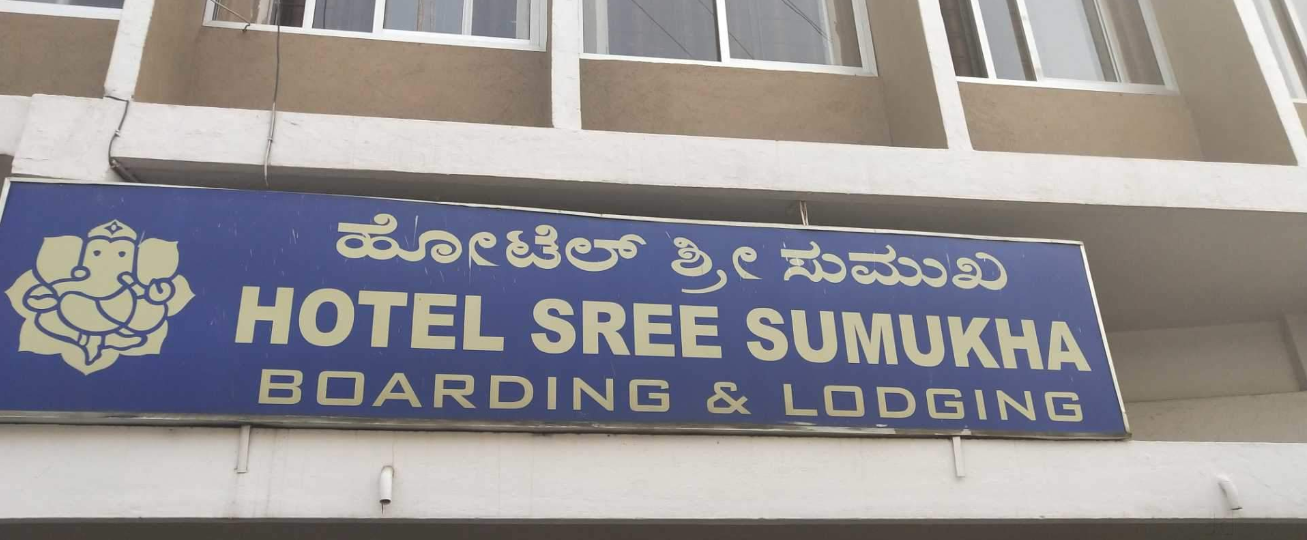 ಹೋಟೆಲ್ ಶ್ರೀ ಸುಮುಖ
HOTEL SREE SUMUKHA
BOARDING & LODGING